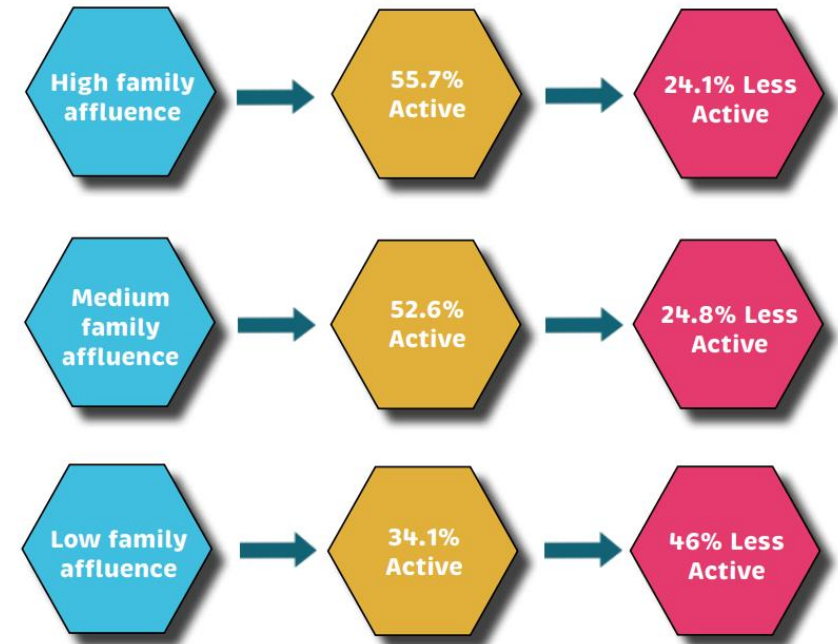 High family
affluence
55.7%
Active
24.1% Less
Active
Medium
family
affluence
52.6%
Active
24.8% Less
Active
Low family
affluence
34.1%
Active
46% Less
Active